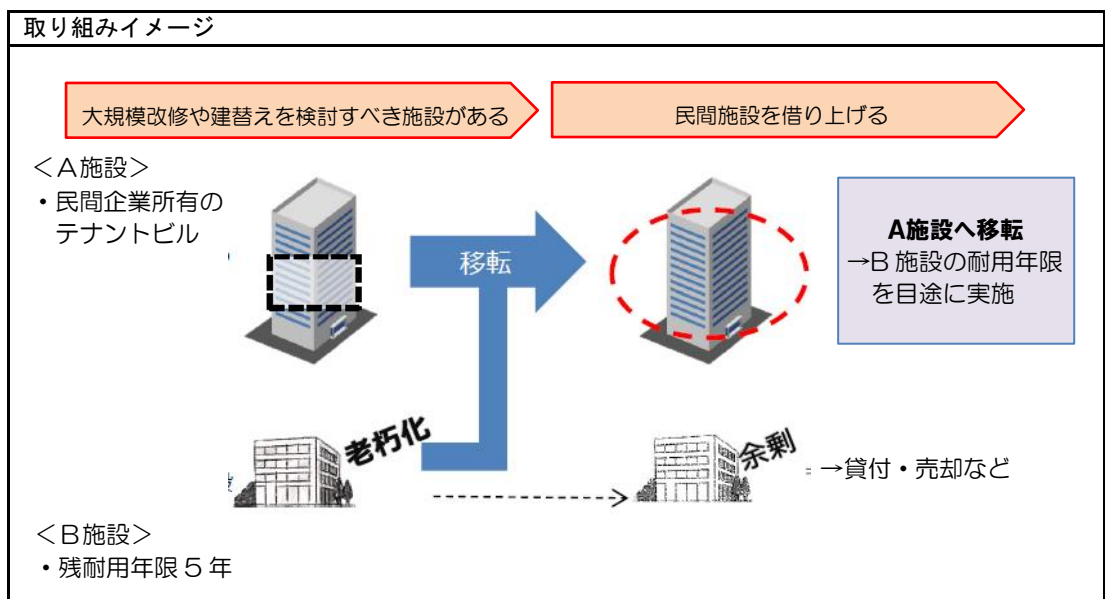 取り組みイメージ
大規模改修や建替えを検討すべき施設がある
民間施設を借り上げる
＜Ａ施設＞
・民間企業所有の
テナントビル
移転
A施設へ移転
→Ｂ施設の耐用年限
を目途に実施
老朽化
余剰
→貸付・売却など
＜Ｂ施設＞
・残耐用年限５年